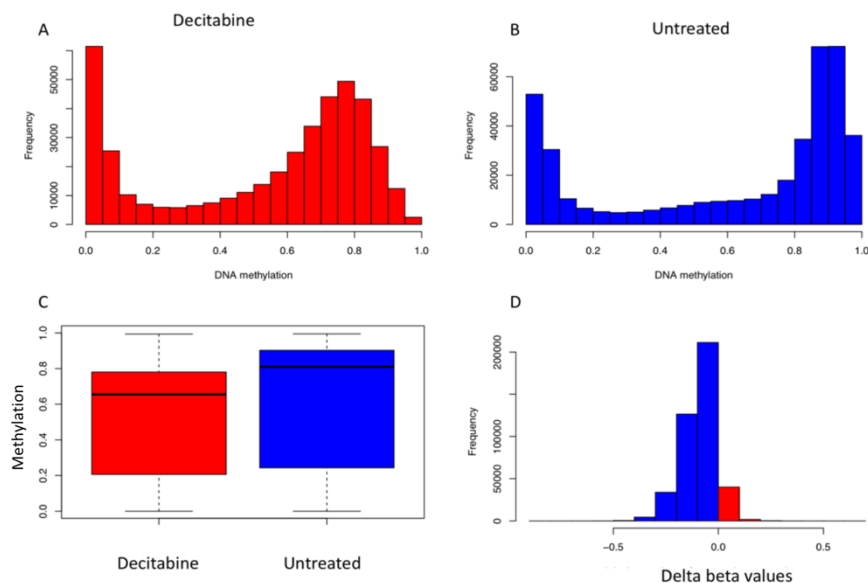 A
Decitabine
Frequency
0 10000 30000 50000
0.0 0.2 0.4 0.6 0.8 1.0
DNA methylation
B
Untreated
Frequency
0 20000 40000 60000
0.0 0.2 0.4 0.6 0.8 1.0
DNA methylation
C
Methylation
0.0 0.2 0.4 0.6 0.8 1.0
Decitabine Untreated
D
Frequency
0 50000 100000 200000
−0.5 0.0 0.5
Delta beta values